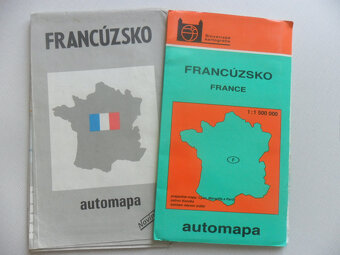 FRANCÚZSKO
automapa
Slovenská
kartografia
FRANCÚZSKO
FRANCE
1:1 500 000
F
automapa